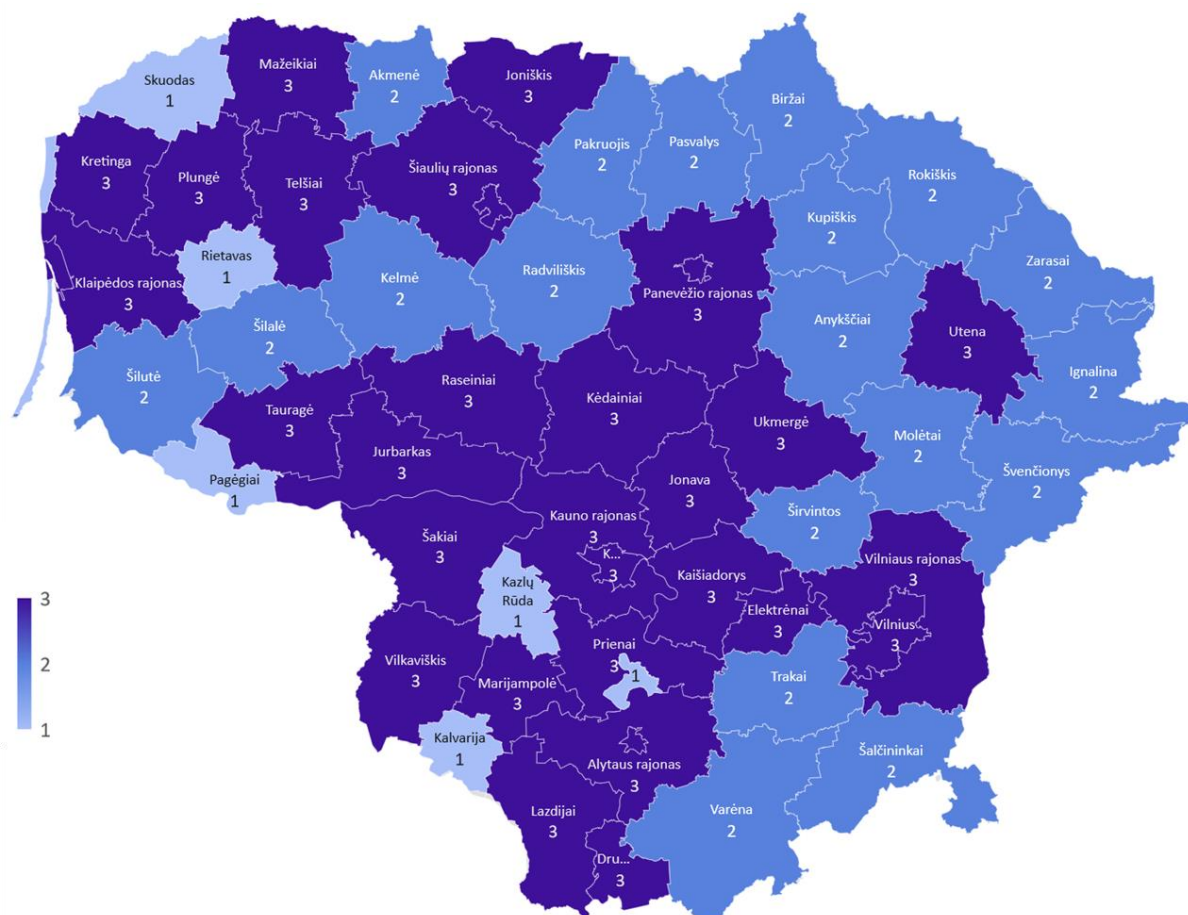 Skuodas
1
Mažeikiai
3
Akmenė
2
Joniškis
3
Biržai
2
Pakruojis
2
Pasvalys
2
Kretinga
3
Plungė
3
Telšiai
3
Šiaulių rajonas
3
Rokiškis
2
Kupiškis
2
Rietavas
1
Klaipėdos rajonas
3
Kelmė
2
Radviliškis
2
Panevėžio rajonas
3
Zarasai
2
Anykščiai
2
Utena
3
Šilalė
2
Šilutė
2
Ignalina
2
Raseiniai
3
Tauragė
3
Kėdainiai
3
Ukmergė
3
Molėtai
2
Jurbarkas
3
Pagėgiai
1
Jonava
3
Švenčionys
2
Širvintos
2
Kauno rajonas
3
K...
3
Šakiai
3
Vilniaus rajonas
3
Kaišiadorys
3
Kazlų
Rūda
1
Elektrėnai
3
Vilnius
3
3
2
1
Prienai
3
1
Vilkaviškis
3
Marijampolė
3
Trakai
2
Kalvarija
1
Alytaus rajonas
3
Šalčininkai
2
Lazdijai
3
Varėna
2
Dru...
3